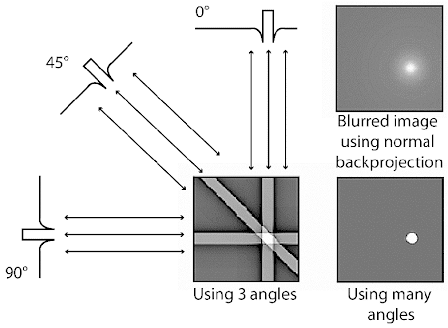 0°
45°
Blurred image
using normal
backprojection
90°
Using 3 angles
Using many
angles